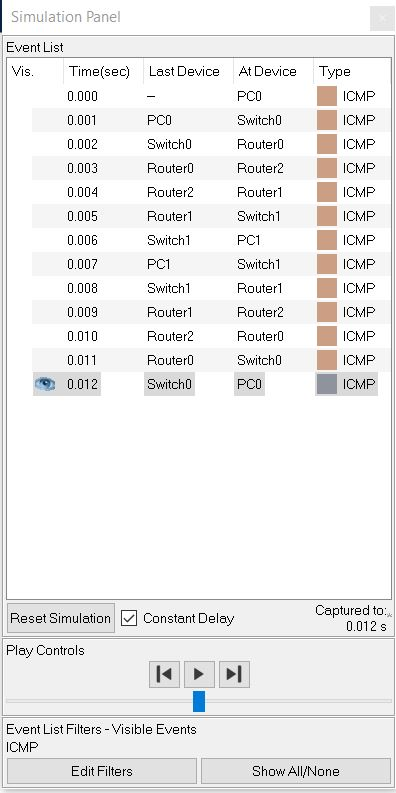 Simulation Panel
Event List
Vis. Time(sec) Last Device At Device Type
0.000 -- PC0 ICMP
0.001 PC0 Switch0 ICMP
0.002 Switch0 Router0 ICMP
0.003 Router0 Router2 ICMP
0.004 Router2 Router1 ICMP
0.005 Router1 Switch1 ICMP
0.006 Switch1 PC1 ICMP
0.007 PC1 Switch1 ICMP
0.008 Switch1 Router1 ICMP
0.009 Router1 Router2 ICMP
0.010 Router2 Router0 ICMP
0.011 Router0 Switch0 ICMP
0.012 Switch0 PC0 ICMP
Reset Simulation Constant Delay Captured to:
0.012 s
Play Controls
Event List Filters - Visible Events
ICMP
Edit Filters Show All/None